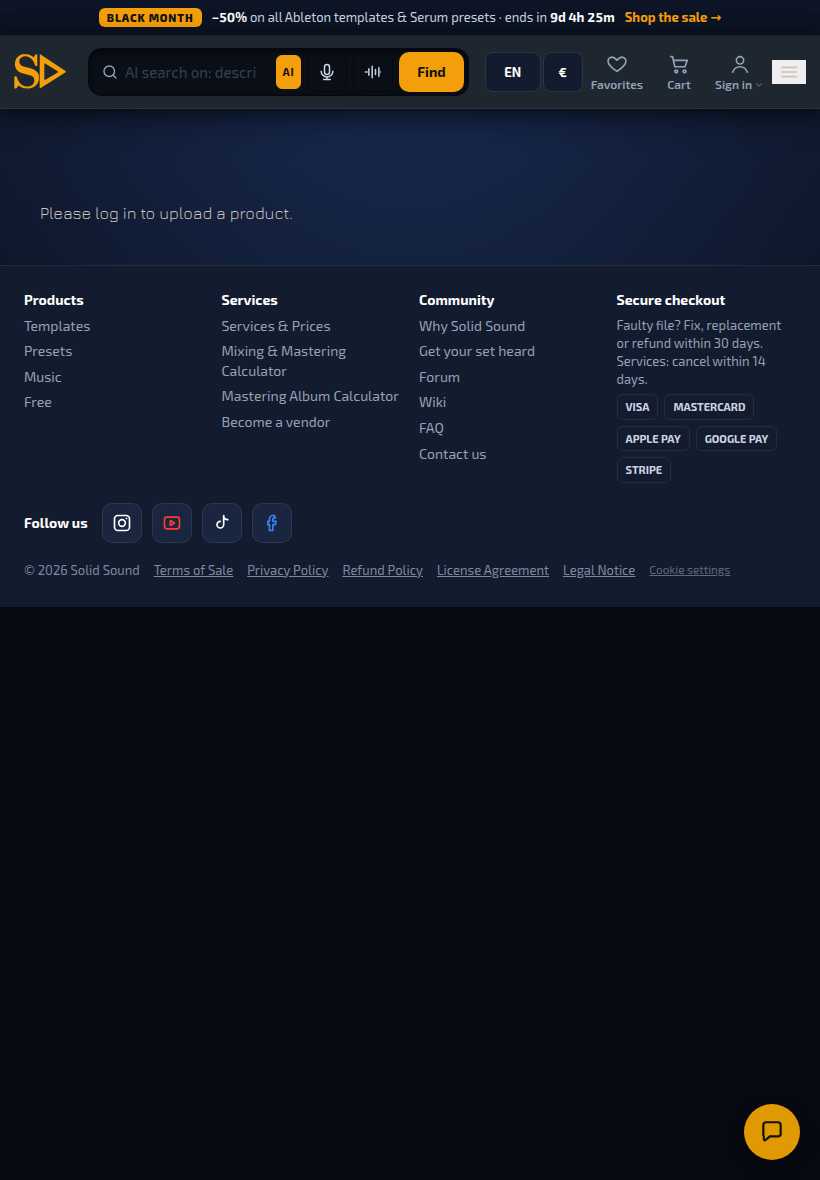 BLACK MONTH −50% on all Ableton templates & Serum presets · ends in 9d 4h 25m Shop the sale →
S
AI search on: descri AI Find EN € Favorites Cart Sign in
Please log in to upload a product.
Products
Templates
Presets
Music
Free
Services
Services & Prices
Mixing & Mastering
Calculator
Mastering Album Calculator
Become a vendor
Community
Why Solid Sound
Get your set heard
Forum
Wiki
FAQ
Contact us
Secure checkout
Faulty file? Fix, replacement
or refund within 30 days.
Services: cancel within 14
days.
VISA MASTERCARD
APPLE PAY GOOGLE PAY
STRIPE
Follow us
© 2026 Solid Sound Terms of Sale Privacy Policy Refund Policy License Agreement Legal Notice Cookie settings